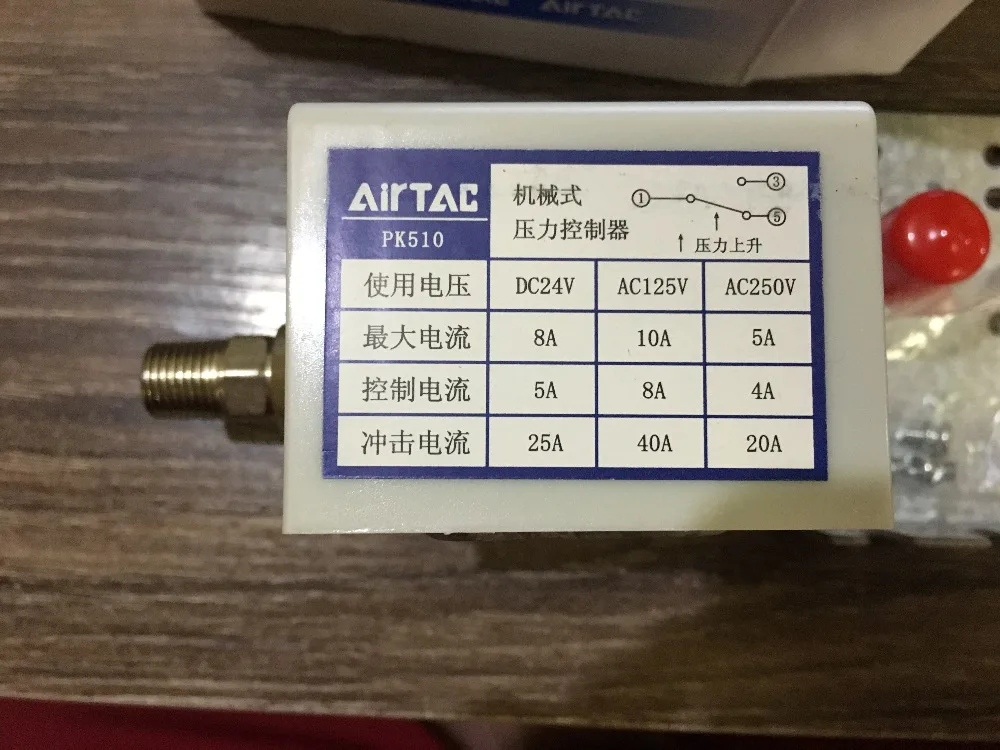 AirTAC
AirTAC
PK510
机械式
压力控制器
① ③ ⑤
↑ 压力上升
使用电压 DC24V AC125V AC250V
最大电流 8A 10A 5A
控制电流 5A 8A 4A
冲击电流 25A 40A 20A